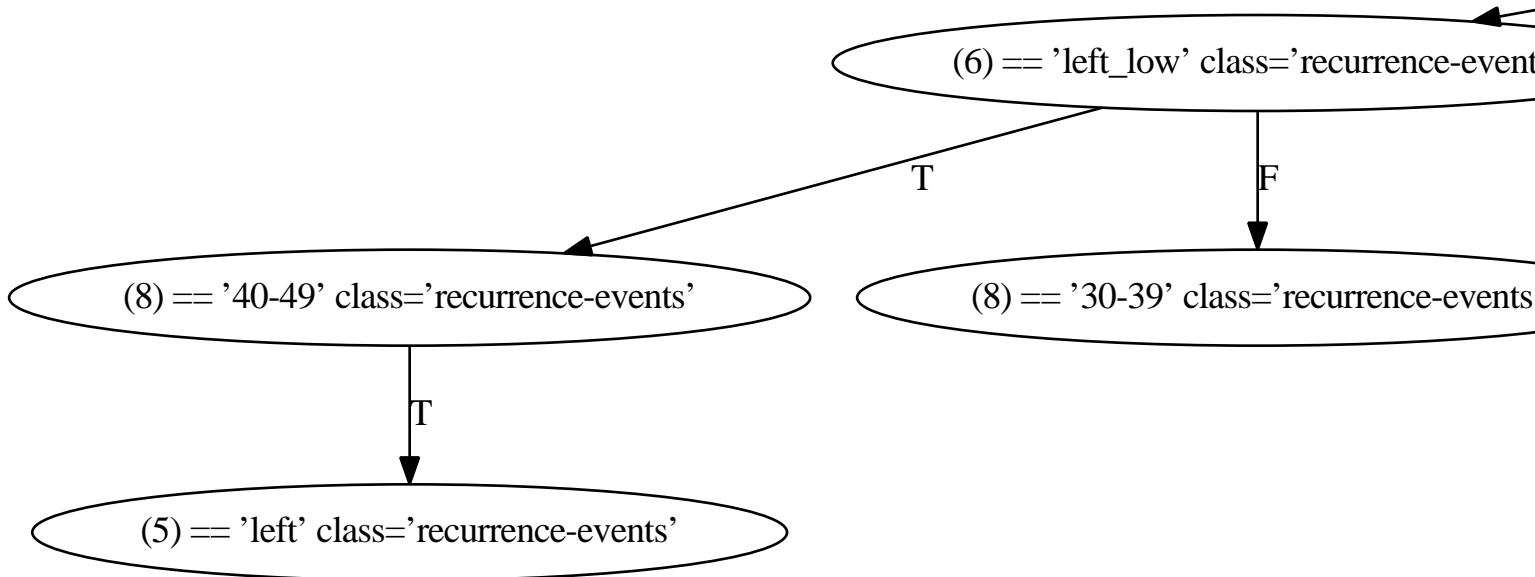 (6) == ’left_low’ class=’recurrence-event
T
F
(8) == ’40-49’ class=’recurrence-events’
(8) == ’30-39’ class=’recurrence-events
T
(5) == ’left’ class=’recurrence-events’